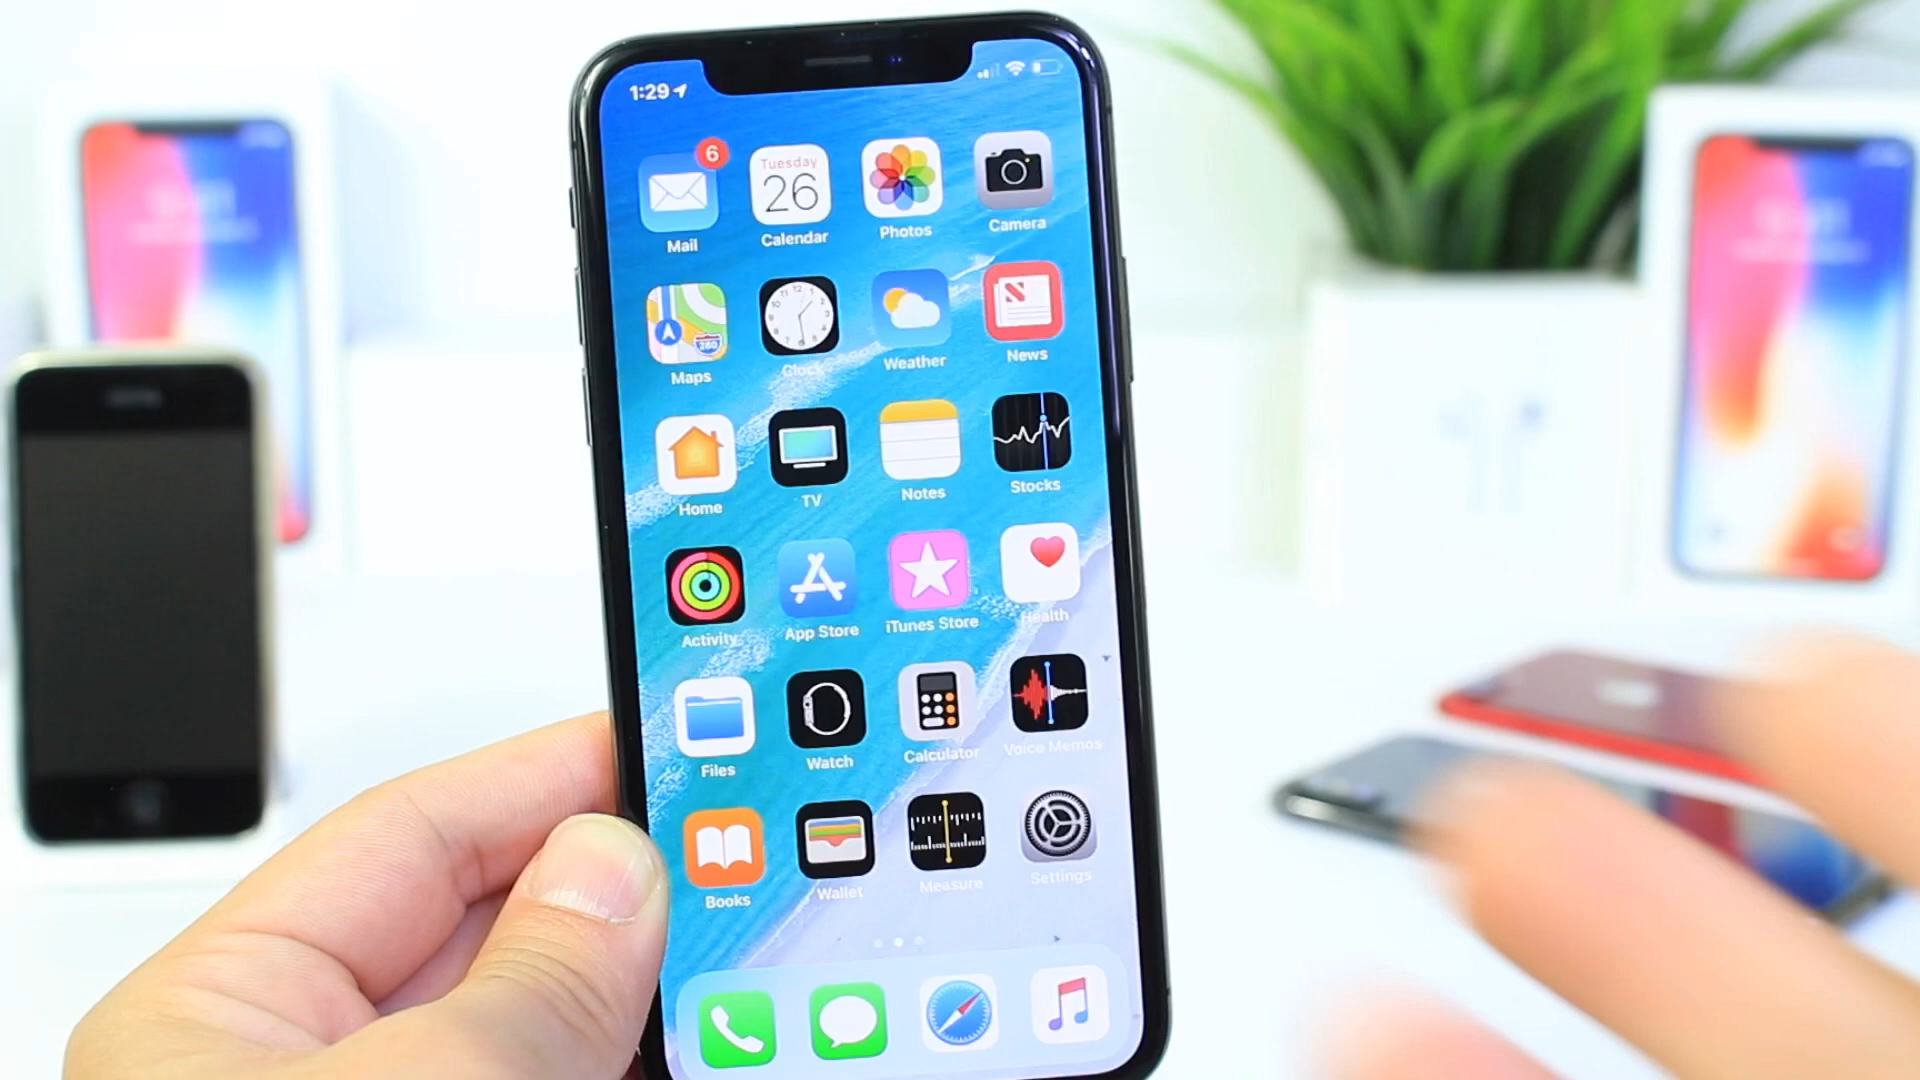 1:29
6
Tuesday
26
Mail
Calendar
Photos
Camera
280
Maps
Clock
Weather
News
Home
TV
Notes
Stocks
Activity
App Store
iTunes Store
Health
Files
Watch
Calculator
Voice Memos
Books
Wallet
Measure
Settings